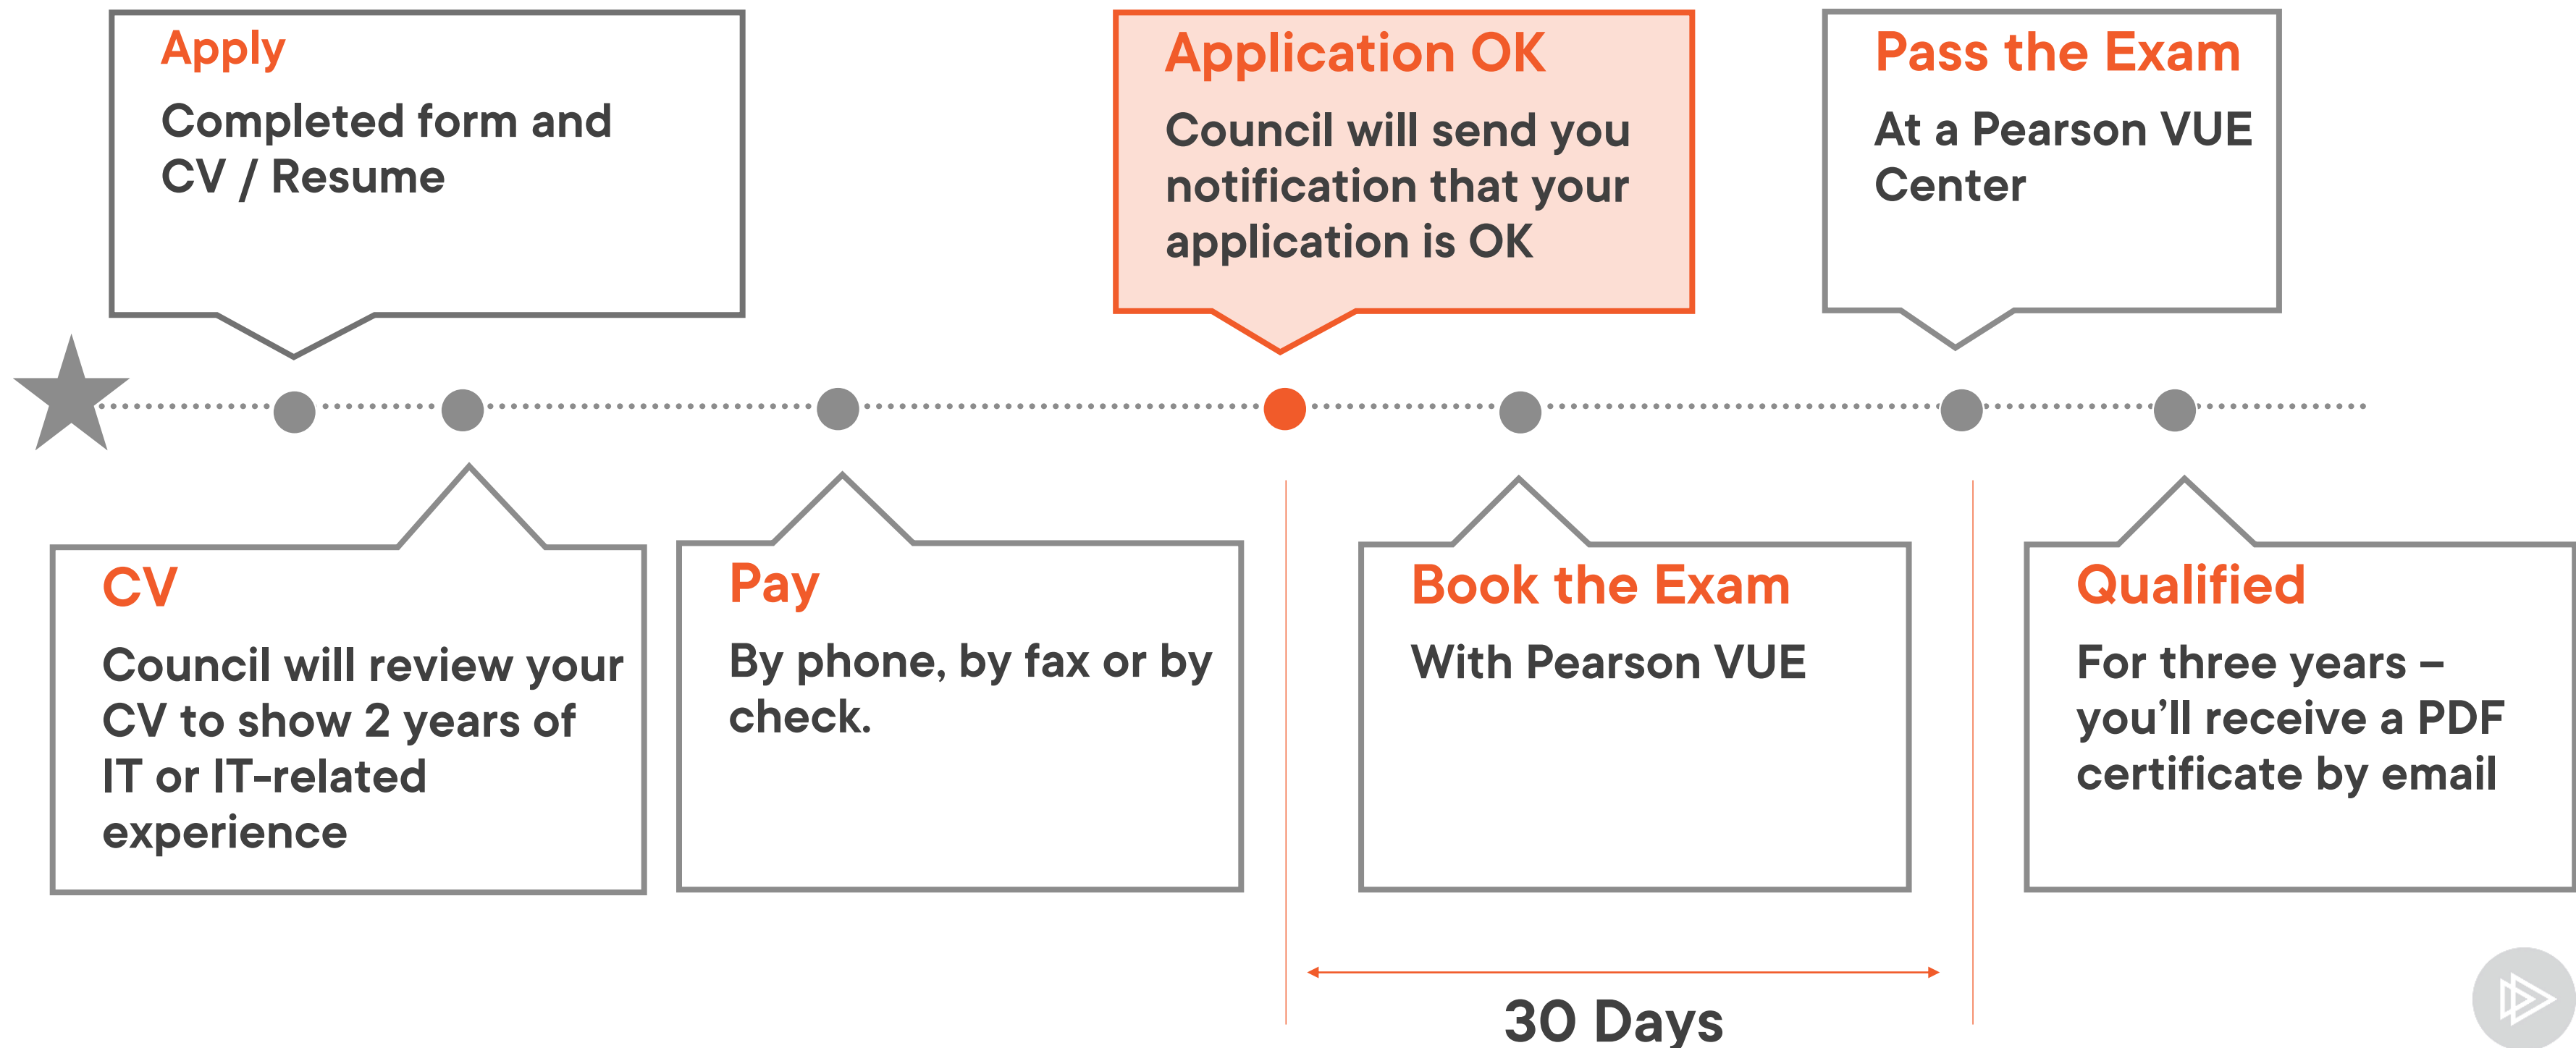 Apply
Completed form and
CV / Resume
Application OK
Council will send you
notification that your
application is OK
Pass the Exam
At a Pearson VUE
Center
CV
Council will review your
CV to show 2 years of
IT or IT-related
experience
Pay
By phone, by fax or by
check.
Book the Exam
With Pearson VUE
Qualified
For three years –
you’ll receive a PDF
certificate by email
30 Days